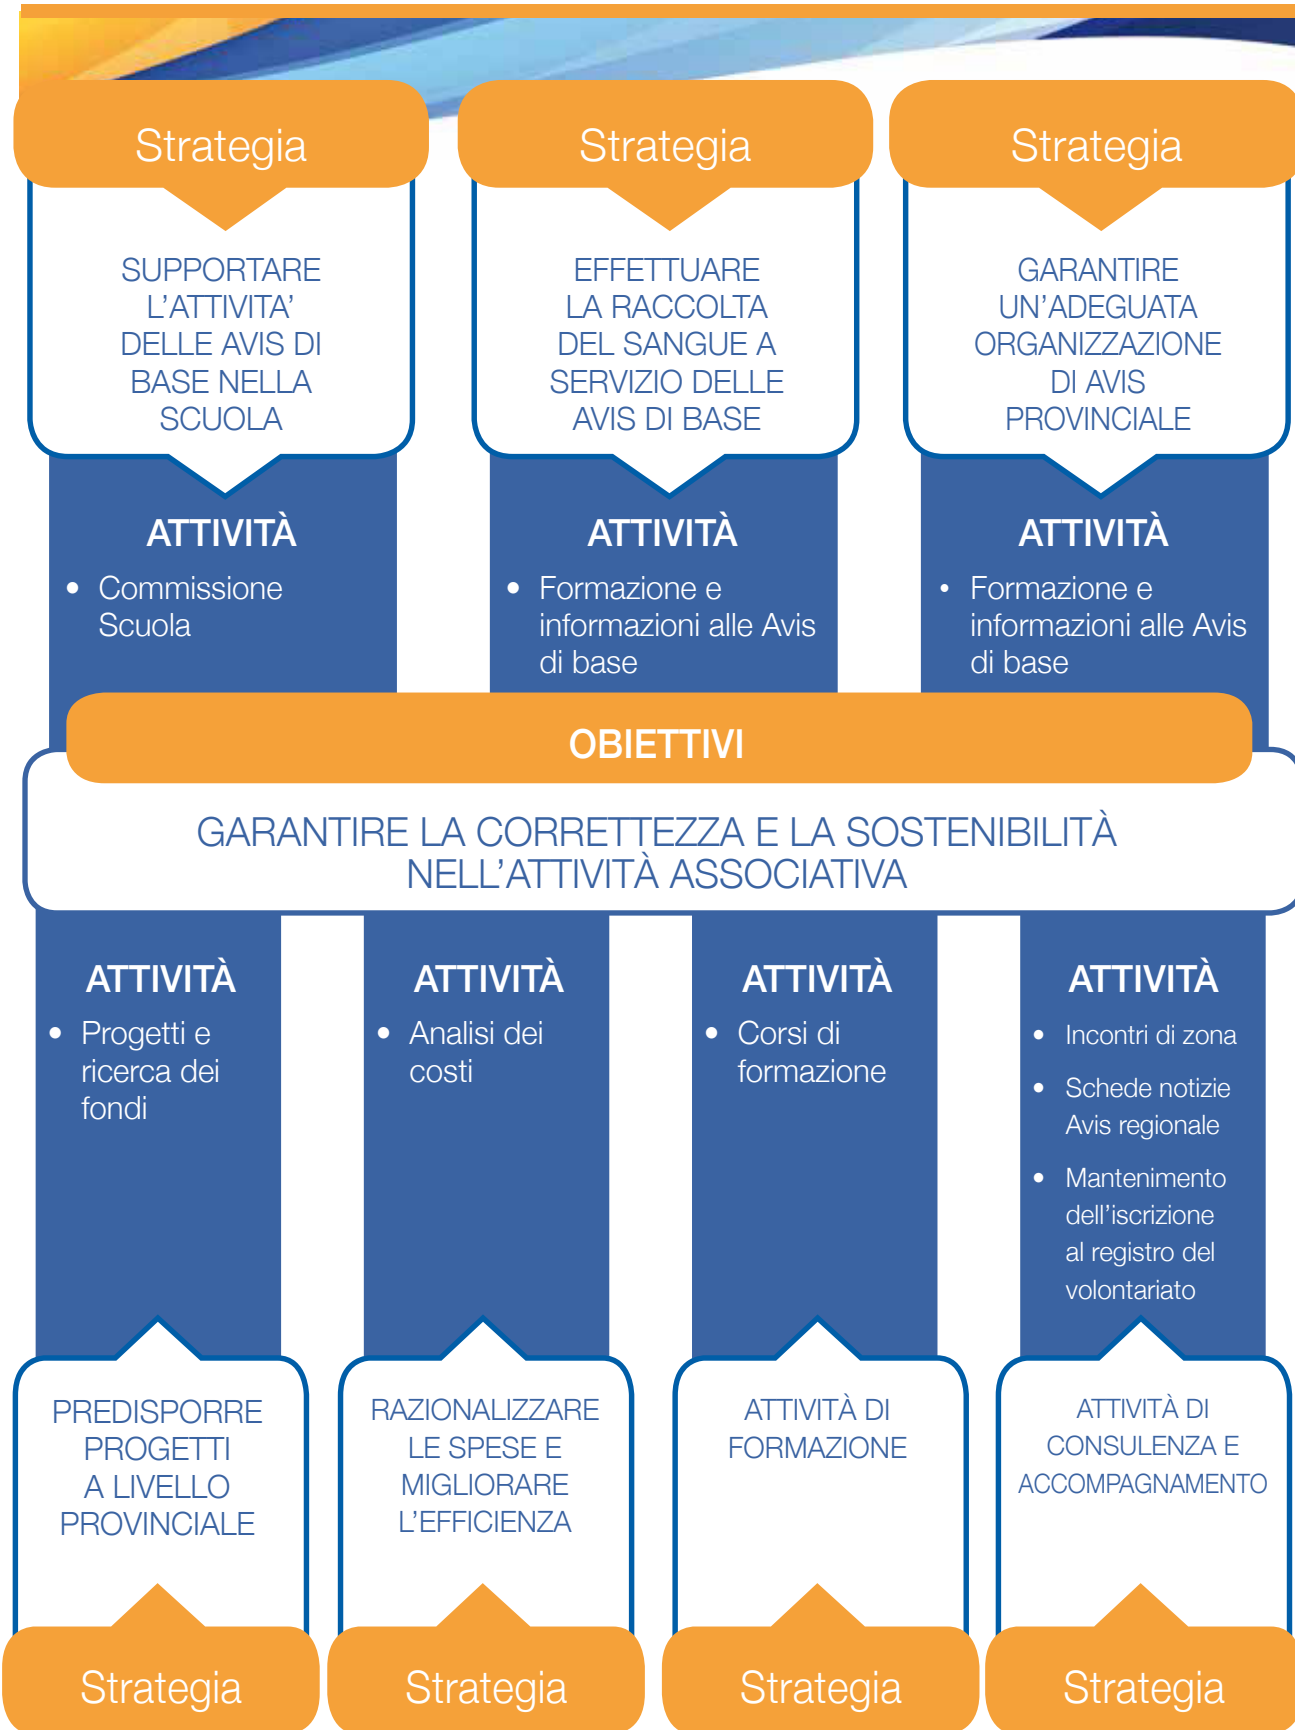 Strategia
SUPPORTARE
L'ATTIVITA'
DELLE AVIS DI
BASE NELLA
SCUOLA
ATTIVITÀ
• Commissione
Scuola
Strategia
EFFETTUARE
LA RACCOLTA
DEL SANGUE A
SERVIZIO DELLE
AVIS DI BASE
ATTIVITÀ
• Formazione e
informazioni alle Avis
di base
Strategia
GARANTIRE
UN'ADEGUATA
ORGANIZZAZIONE
DI AVIS
PROVINCIALE
ATTIVITÀ
• Formazione e
informazioni alle Avis
di base
OBIETTIVI
GARANTIRE LA CORRETTEZZA E LA SOSTENIBILITÀ
NELL'ATTIVITÀ ASSOCIATIVA
ATTIVITÀ
• Progetti e
ricerca dei
fondi
PREDISPORRE
PROGETTI
A LIVELLO
PROVINCIALE
Strategia
ATTIVITÀ
• Analisi dei
costi
RAZIONALIZZARE
LE SPESE E
MIGLIORARE
L'EFFICIENZA
Strategia
ATTIVITÀ
• Corsi di
formazione
ATTIVITÀ DI
FORMAZIONE
Strategia
ATTIVITÀ
• Incontri di zona
• Schede notizie
Avis regionale
• Mantenimento
dell'iscrizione
al registro del
volontariato
ATTIVITÀ DI
CONSULENZA E
ACCOMPAGNAMENTO
Strategia